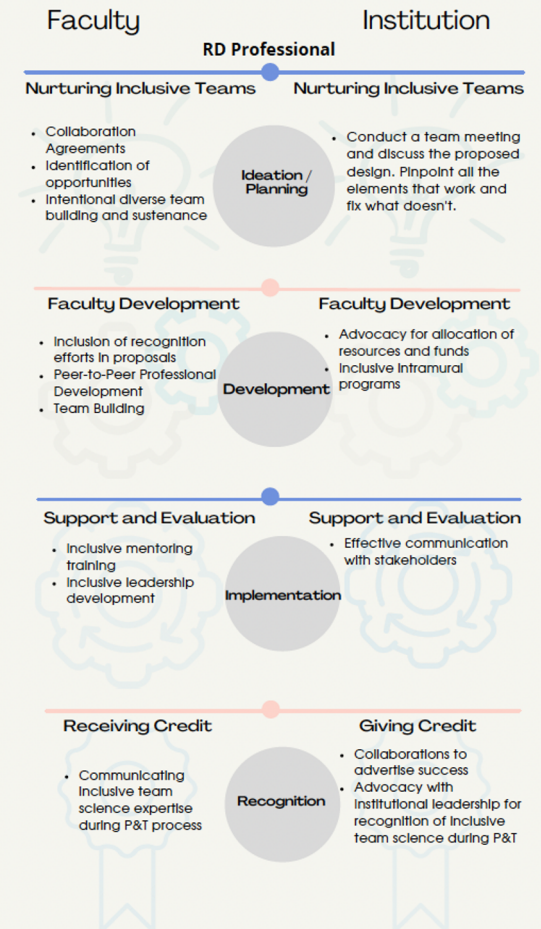 Faculty
Institution
RD Professional
Nurturing Inclusive Teams
Nurturing Inclusive Teams
• Collaboration
Agreements
• Identification of
opportunities
• Intentional diverse team
building and sustenance
Ideation /
Planning
• Conduct a team meeting
and discuss the proposed
design. Pinpoint all the
elements that work and
fix what doesn't.
Faculty Development
Faculty Development
• Inclusion of recognition
efforts in proposals
• Peer-to-Peer Professional
Development
• Team Building
Development
• Advocacy for allocation of
resources and funds
• Inclusive intramural
programs
Support and Evaluation
Support and Evaluation
• Inclusive mentoring
training
• Inclusive leadership
development
Implementation
• Effective communication
with stakeholders
Receiving Credit
Giving Credit
• Communicating
inclusive team
science expertise
during P&T process
Recognition
• Collaborations to
advertise success
• Advocacy with
institutional leadership for
recognition of inclusive
team science during P&T